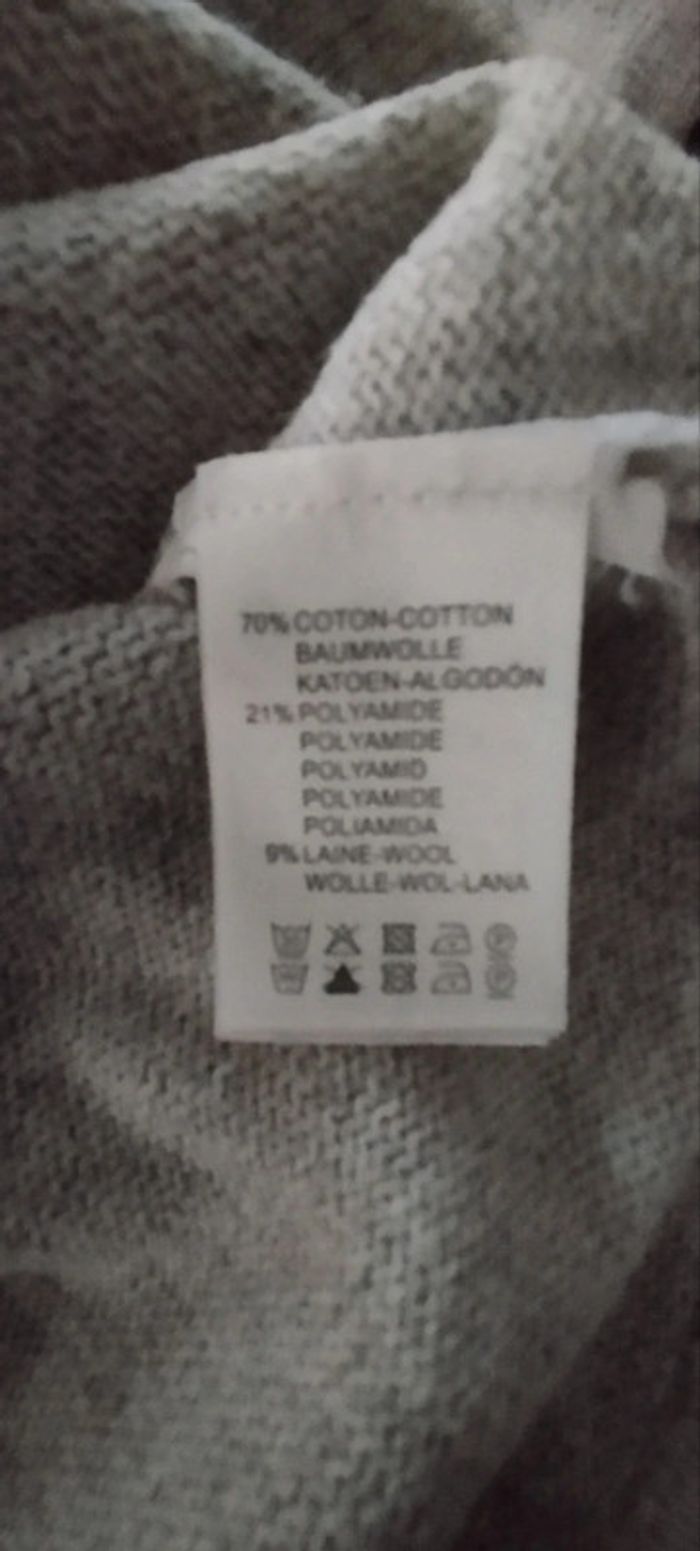 70% COTON-COTTON
BAUMWOLLE
KATOEN-ALGODÓN
21% POLYAMIDE
POLYAMIDE
POLYAMID
POLYAMIDE
POLIAMIDA
9% LAINE-WOOL
WOLLE-WOL-LANA